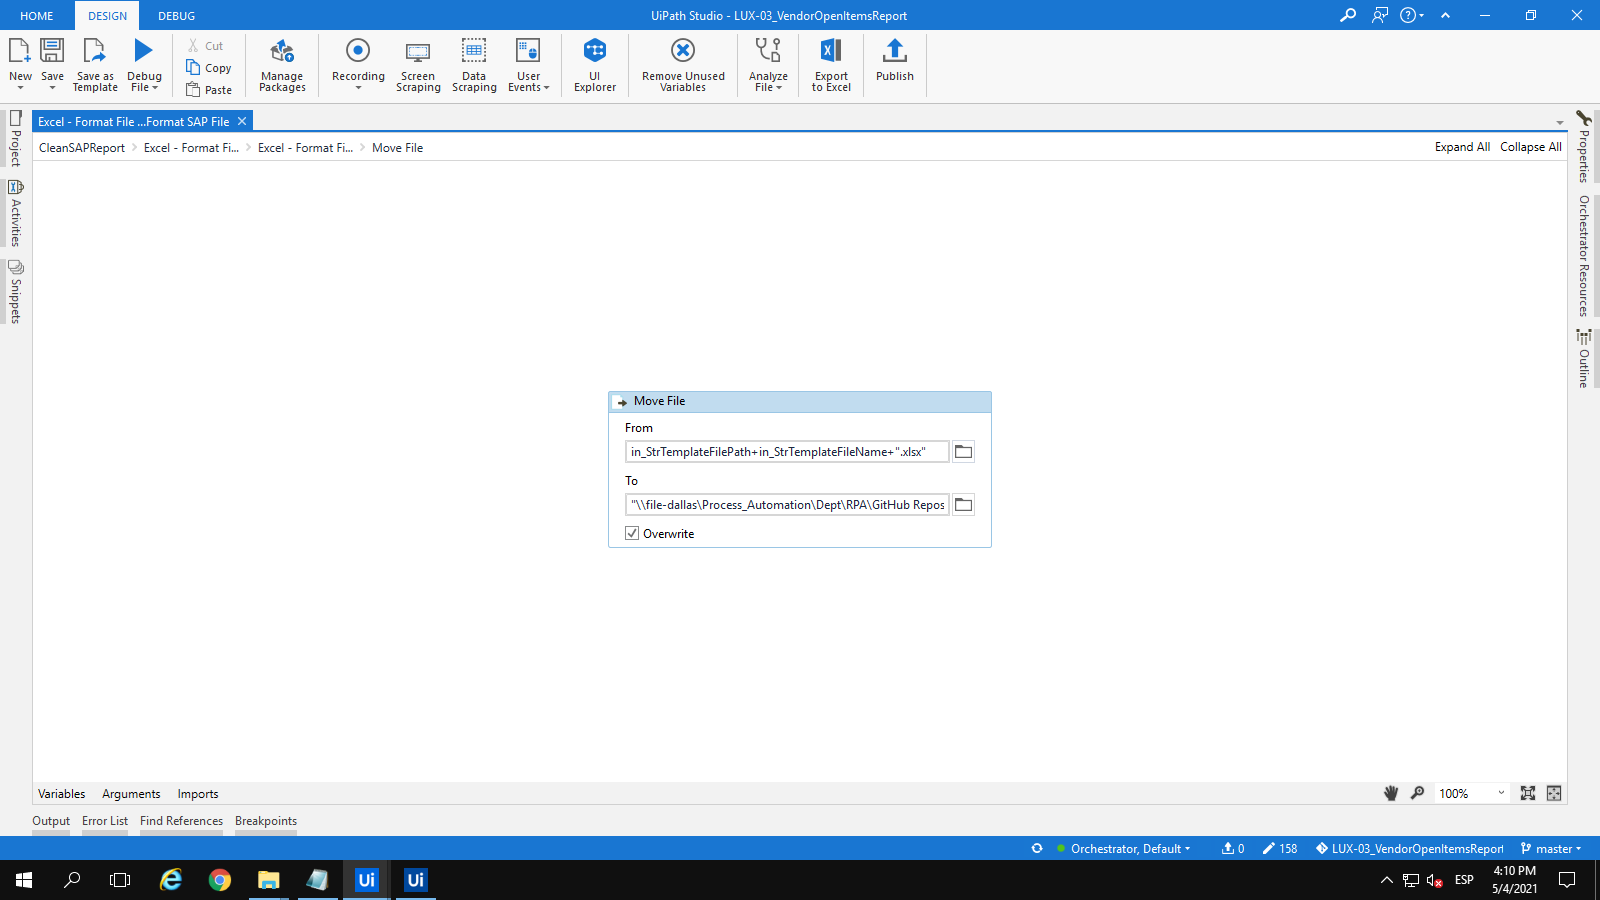 HOME DESIGN DEBUG UiPath Studio - LUX-03_VendorOpenItemsReport
New Save Save as Template Debug File Cut Copy Paste Manage Packages Recording Screen Scraping Data Scraping User Events UI Explorer Remove Unused Variables Analyze File Export to Excel Publish
Excel - Format File ...Format SAP File
CleanSAPReport Excel - Format Fi... Excel - Format Fi... Move File Expand All Collapse All
Project
Activities
Snippets
Properties
Orchestrator Resources
Outline
Move File
From
in_StrTemplateFilePath+in_StrTemplateFileName+".xlsx"
To
"\\file-dallas\Process_Automation\Dept\RPA\GitHub Repos
Overwrite
Variables Arguments Imports 100%
Output Error List Find References Breakpoints
Orchestrator, Default 0 158 LUX-03_VendorOpenItemsReport master
Ui Ui ESP 4:10 PM
5/4/2021